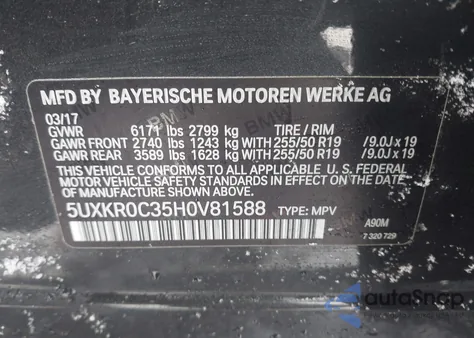 MFD BY BAYERISCHE MOTOREN WERKE AG
03/17
GVWR 6171 lbs 2799 kg TIRE / RIM
GAWR FRONT 2740 lbs 1243 kg WITH 255/50 R19 /9.0J x 19
GAWR REAR 3589 lbs 1628 kg WITH 255/50 R19 /9.0J x 19
THIS VEHICLE CONFORMS TO ALL APPLICABLE U. S. FEDERAL
MOTOR VEHICLE SAFETY STANDARDS IN EFFECT ON THE DATE
OF MANUFACTURE SHOWN ABOVE.
5UXKR0C35H0V81588 TYPE: MPV
A90M
7 320 729
autoSnap